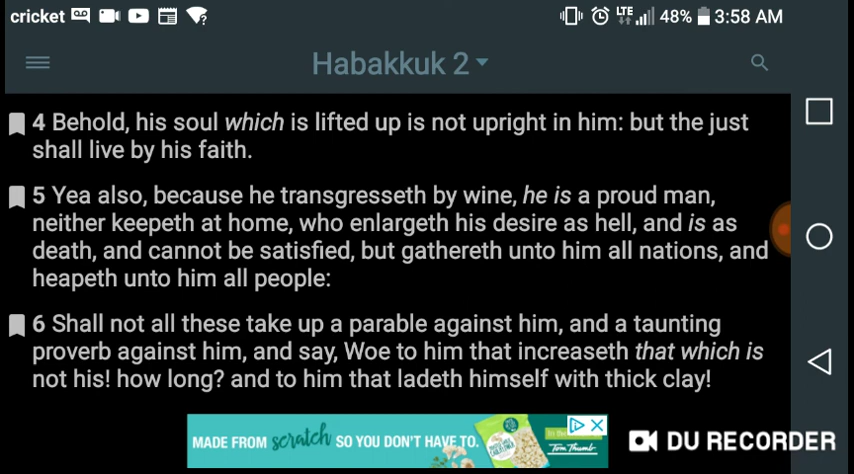 cricket LTE 48% 3:58 AM
Habakkuk 2
4 Behold, his soul which is lifted up is not upright in him: but the just
shall live by his faith.
5 Yea also, because he transgresseth by wine, he is a proud man,
neither keepeth at home, who enlargeth his desire as hell, and is as
death, and cannot be satisfied, but gathereth unto him all nations, and
heapeth unto him all people:
6 Shall not all these take up a parable against him, and a taunting
proverb against him, and say, Woe to him that increaseth that which is
not his! how long? and to him that ladeth himself with thick clay!
MADE FROM scratch SO YOU DON'T HAVE TO.
Tom Thumb
DU RECORDER